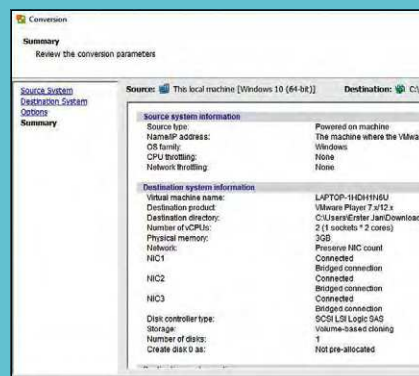 Conversion
Summary
Review the conversion parameters
Source System
Destination System
Options
Summary
Source: This local machine [Windows 10 (64-bit)] Destination: C:\
Source system information
Source type: Powered on machine
Name/IP address: The machine where the VMwa
OS family: Windows
CPU throttling: None
Network throttling: None
Destination system information
Virtual machine name: LAPTOP-1HDH1N6U
Destination product: VMware Player 7.x/12.x
Destination directory: C:\Users\Erster Jan\Download
Number of vCPUs: 2 (1 sockets * 2 cores)
Physical memory: 3GB
Network: Preserve NIC count
NIC1 Connected
Bridged connection
NIC2 Connected
Bridged connection
NIC3 Connected
Bridged connection
Disk controller type: SCSI LSI Logic SAS
Storage: Volume-based cloning
Number of disks: 1
Create disk 0 as: Not pre-allocated